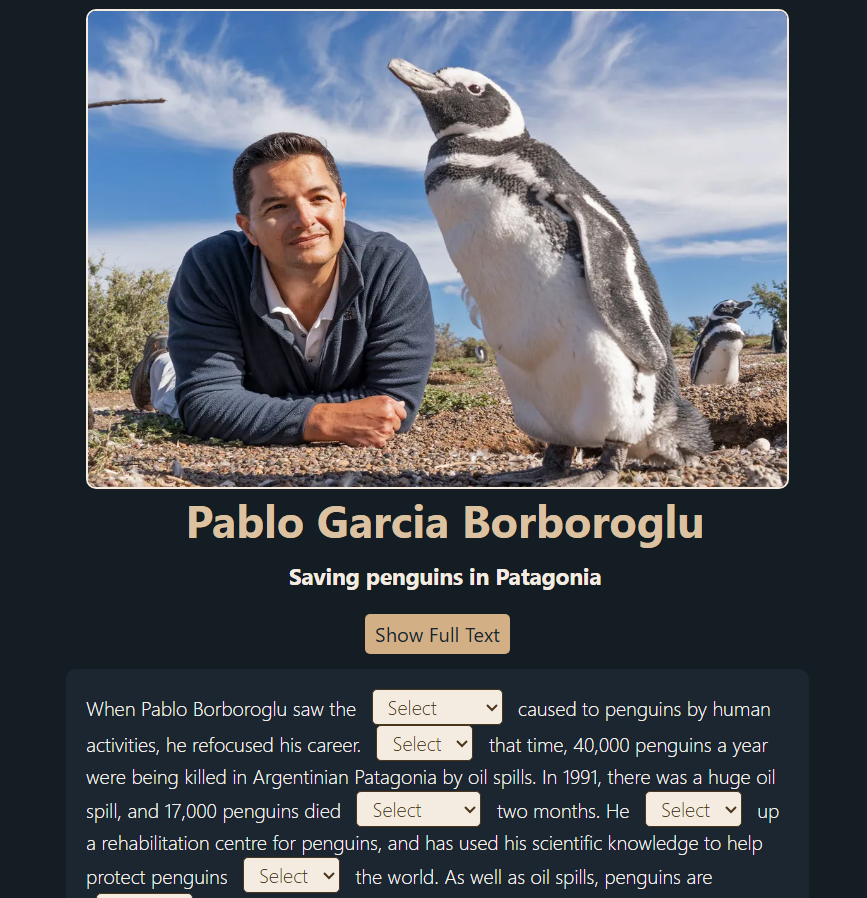 Pablo Garcia Borboroglu
Saving penguins in Patagonia
Show Full Text
When Pablo Borboroglu saw the Select caused to penguins by human
activities, he refocused his career. Select that time, 40,000 penguins a year
were being killed in Argentinian Patagonia by oil spills. In 1991, there was a huge oil
spill, and 17,000 penguins died Select two months. He Select up
a rehabilitation centre for penguins, and has used his scientific knowledge to help
protect penguins Select the world. As well as oil spills, penguins are